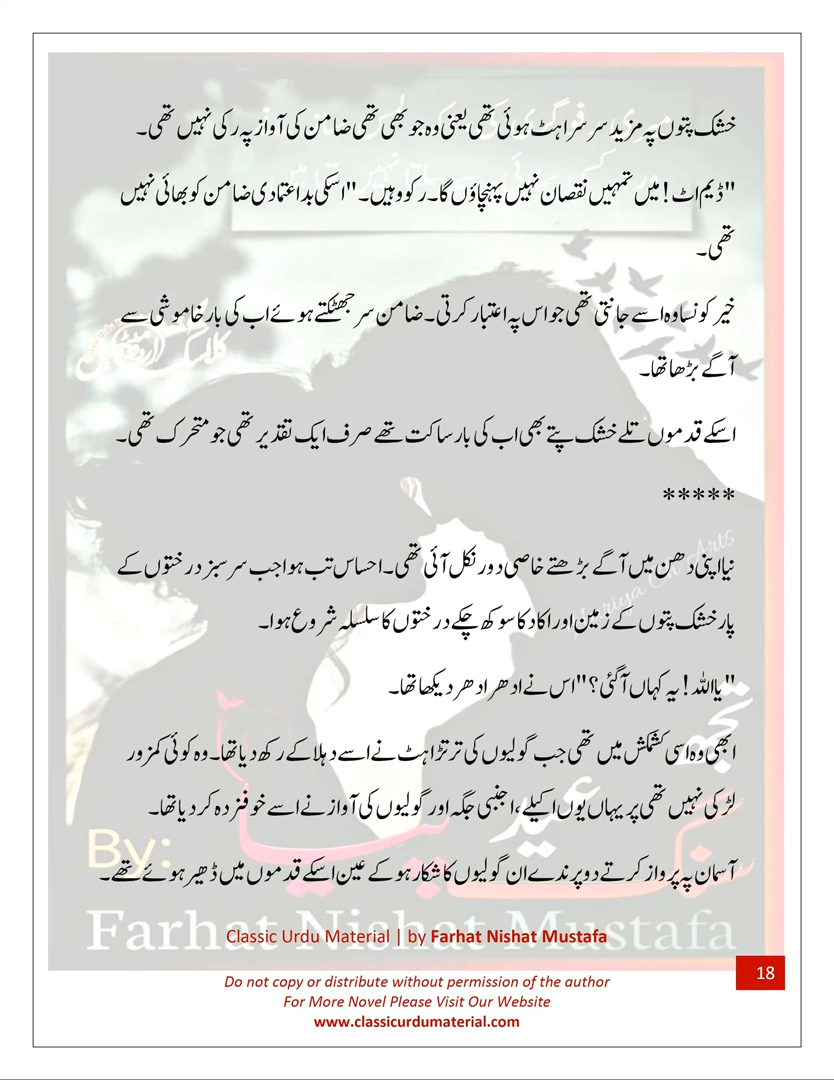 خشک پتوں پہ مزید سرسراہٹ ہوئی تھی یعنی وہ جو بھی تھی ضامن کی آواز پہ رکی نہیں تھی۔
"ڈیم اٹ! میں تمہیں نقصان نہیں پہنچاؤں گا۔ رکو وہیں۔" اسکی بداعتمادی ضامن کو بھائی نہیں
تھی۔
خیر کونسا وہ اسے جانتی تھی جو اس پہ اعتبار کرتی۔ ضامن سر جھٹکتے ہوئے اب کی بار خاموشی سے
آگے بڑھا تھا۔
اسکے قدموں تلے خشک پتے بھی اب کی بار ساکت تھے صرف ایک تقدیر تھی جو متحرک تھی۔
*****
نیا اپنی دھن میں آگے بڑھتے خاصی دور نکل آئی تھی۔ احساس تب ہوا جب سرسبز درختوں کے
پار خشک پتوں کے زمین اور اکا دکا سوکھ چکے درختوں کا سلسلہ شروع ہوا۔
"یا اللہ! یہ کہاں آگئی؟" اس نے ادھر ادھر دیکھا تھا۔
ابھی وہ اسی کشمکش میں تھی جب گولیوں کی تڑتڑاہٹ نے اسے دہلا کے رکھ دیا تھا۔ وہ کوئی کمزور
لڑکی نہیں تھی پر یہاں یوں اکیلے، اجنبی جگہ اور گولیوں کی آواز نے اسے خوفزدہ کر دیا تھا۔
آسمان پہ پرواز کرتے دو پرندے ان گولیوں کا شکار ہو کے عین اسکے قدموں میں ڈھیر ہوئے تھے۔
By:
Farhat Nishat Mustafa
Classic Urdu Material | by Farhat Nishat Mustafa
18
Do not copy or distribute without permission of the author
For More Novel Please Visit Our Website
www.classicurdumaterial.com